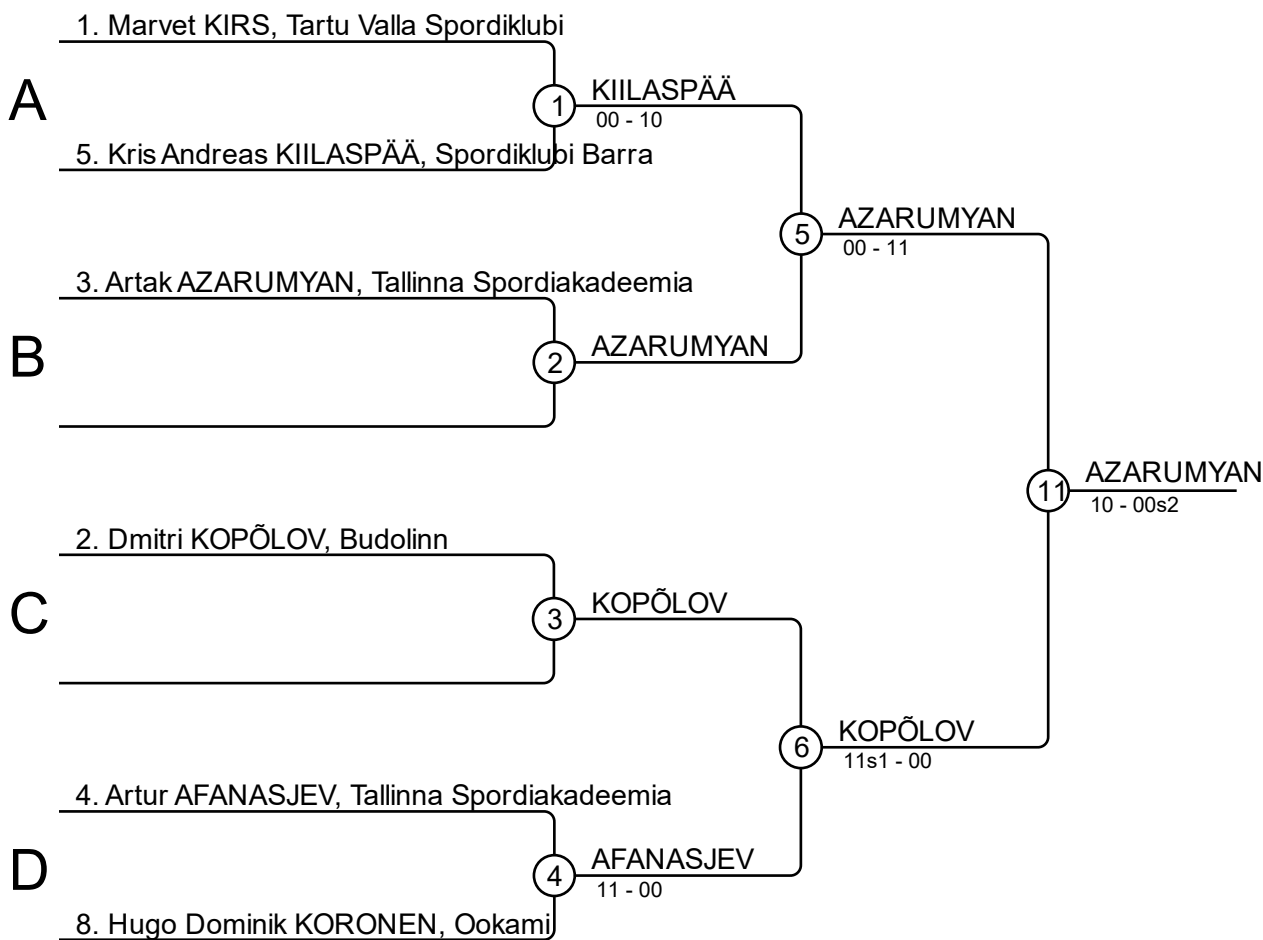 1. Marvet KIRS, Tartu Valla Spordiklubi
A
1
KIILASPÄÄ
00 - 10
5. Kris Andreas KIILASPÄÄ, Spordiklubi Barra
5
AZARUMYAN
00 - 11
3. Artak AZARUMYAN, Tallinna Spordiakadeemia
B
2
AZARUMYAN
11
AZARUMYAN
10 - 00s2
2. Dmitri KOPÕLOV, Budolinn
C
3
KOPÕLOV
6
KOPÕLOV
11s1 - 00
4. Artur AFANASJEV, Tallinna Spordiakadeemia
D
4
AFANASJEV
11 - 00
8. Hugo Dominik KORONEN, Ookami